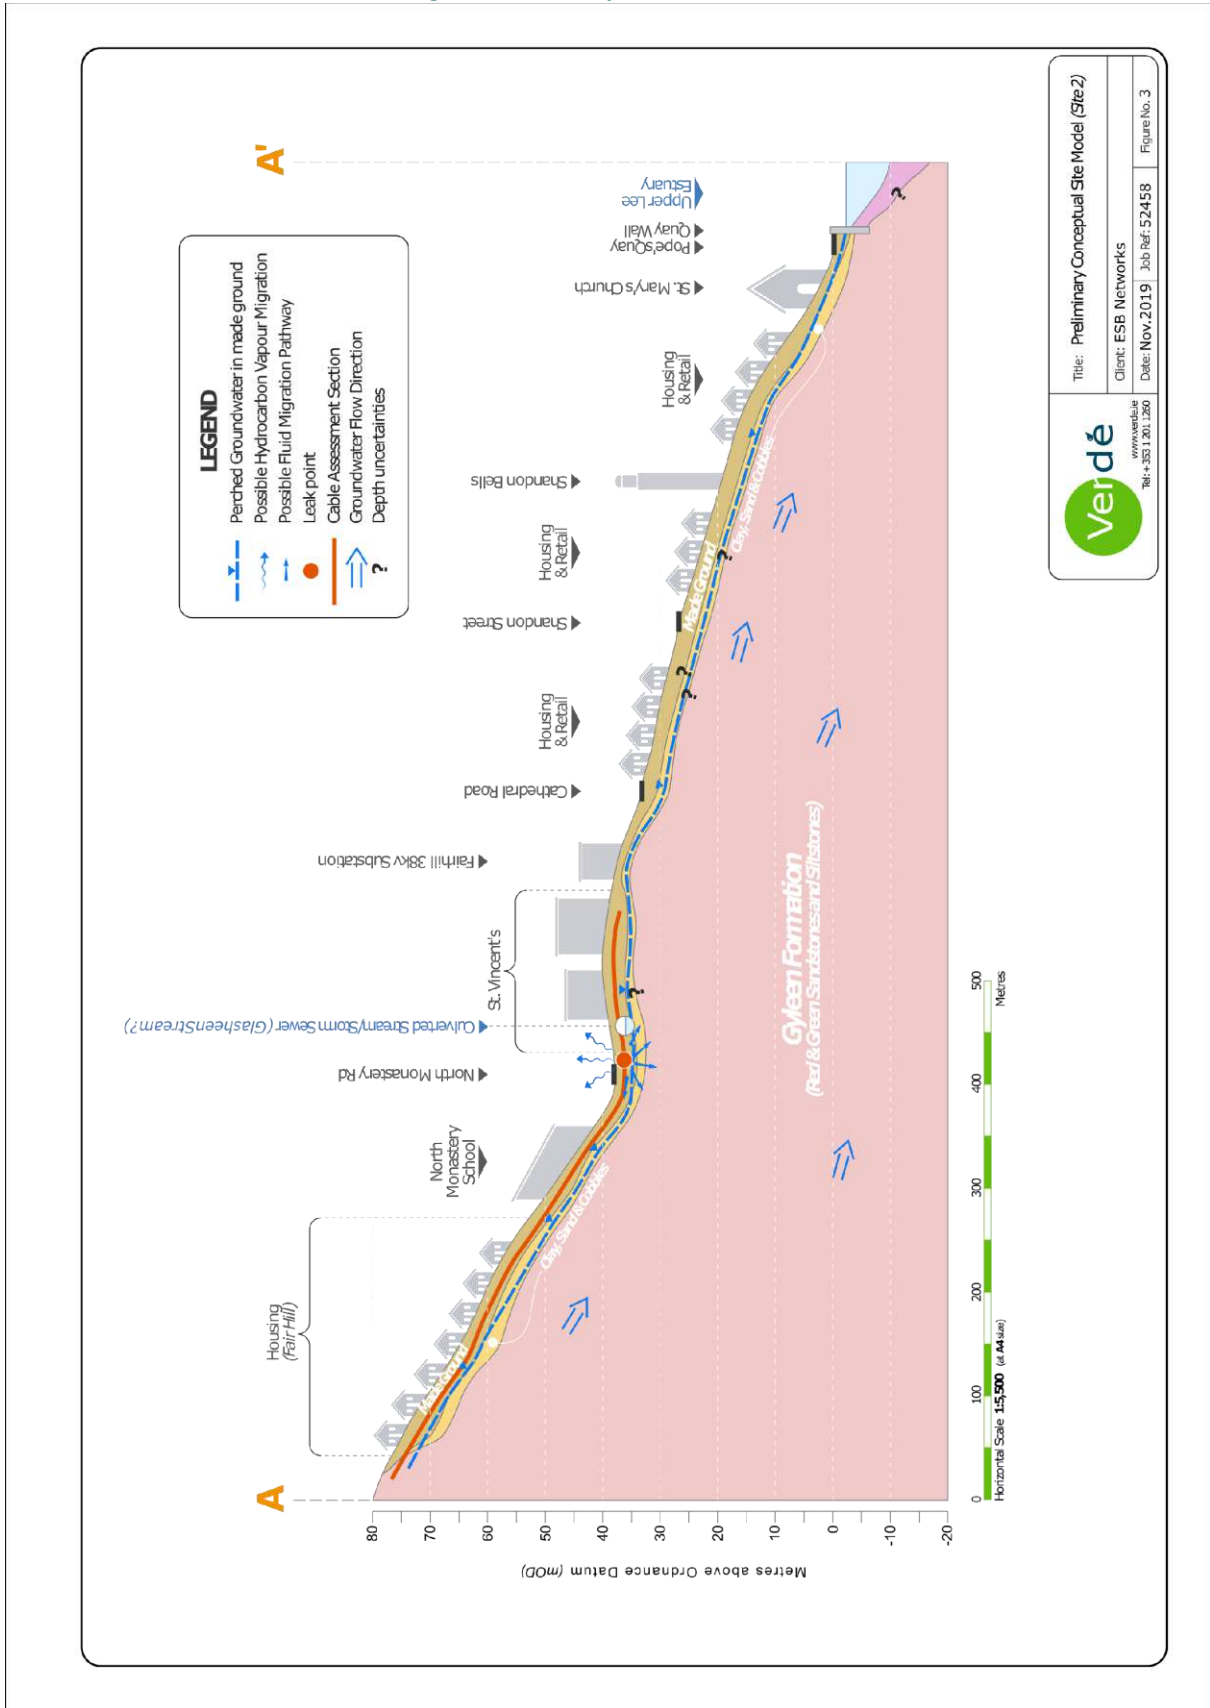 A
A'
LEGEND
Perched Groundwater in made ground
Possible Hydrocarbon Vapour Migration
Possible Fluid Migration Pathway
Leak point
Cable Assessment Section
Groundwater Flow Direction
? Depth uncertainties
Housing
(Fair Hill)
North
Monastery
School
North Monastery Rd
Culverted Stream/Storm Sewer (Glasheen Stream?)
St. Vincent's
Fairhill 38kv Substation
Cathedral Road
Housing
& Retail
Shandon Street
Housing
& Retail
Shandon Bells
Housing
& Retail
St. Mary's Church
Pope's Quay
Quay Wall
Upper Lee
Estuary
Made Ground
Clay, Sand & Cobbles
?
?
?
Made Ground
?
Clay, Sand & Cobbles
?
Gyleen Formation
(Red & Green Sandstones and Siltstones)
80
70
60
50
40
30
20
10
0
-10
-20
Metres above Ordnance Datum (mOD)
0
100
200
300
400
500
Horizontal Scale 1:5,500 (at A4 size)
Metres
Verdé
www.verde.ie
Tel: + 353 1 201 1260
Title: Preliminary Conceptual Site Model (Site 2)
Client: ESB Networks
Date: Nov.2019
Job Ref: 52458
Figure No. 3